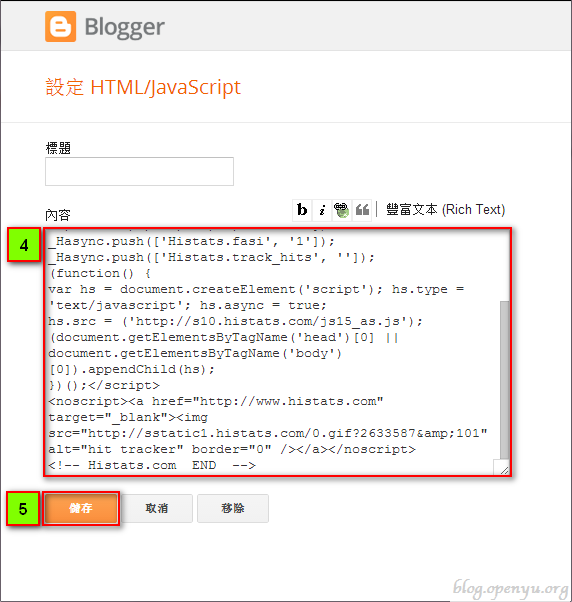 Blogger
設定 HTML/JavaScript
標題
內容
b i 豐富文本 (Rich Text)
4
_Hasync.push(['Histats.fasi', '1']);
_Hasync.push(['Histats.track_hits', '']);
(function() {
var hs = document.createElement('script'); hs.type =
'text/javascript'; hs.async = true;
hs.src = ('http://s10.histats.com/js15_as.js');
(document.getElementsByTagName('head')[0] ||
document.getElementsByTagName('body')
[0]).appendChild(hs);
})();</script>
<noscript><a href="http://www.histats.com"
target="_blank"><img
src="http://sstatic1.histats.com/0.gif?2633587&amp;101"
alt="hit tracker" border="0" /></a></noscript>
<!-- Histats.com  END  -->
5 儲存 取消 移除
blog.openyu.org